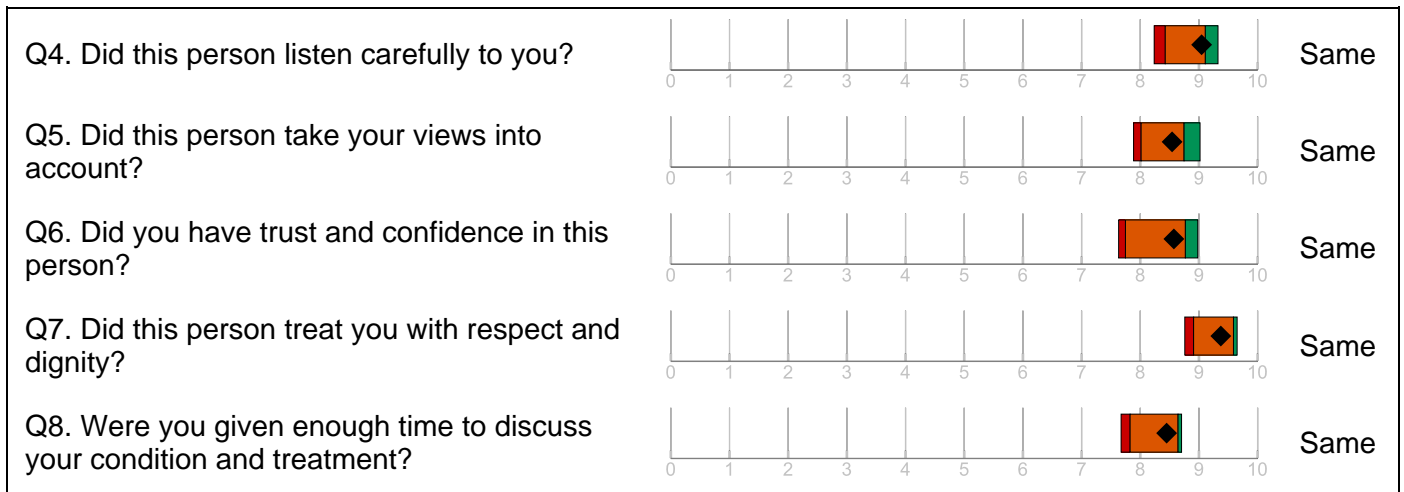 Q4. Did this person listen carefully to you?
Same
0 1 2 3 4 5 6 7 8 9 10
Q5. Did this person take your views into
account?
Same
0 1 2 3 4 5 6 7 8 9 10
Q6. Did you have trust and confidence in this
person?
Same
0 1 2 3 4 5 6 7 8 9 10
Q7. Did this person treat you with respect and
dignity?
Same
0 1 2 3 4 5 6 7 8 9 10
Q8. Were you given enough time to discuss
your condition and treatment?
Same
0 1 2 3 4 5 6 7 8 9 10